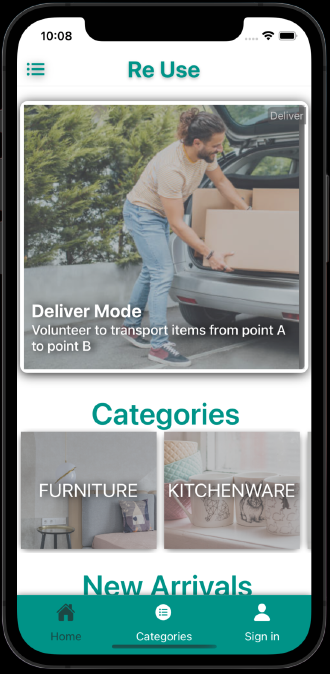 10:08
Re Use
Deliver
Deliver Mode
Volunteer to transport items from point A
to point B
Categories
FURNITURE
KITCHENWARE
New Arrivals
Home
Categories
Sign in